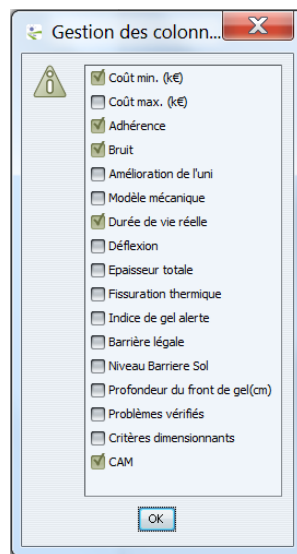 Gestion des colonn...
Coût min. (k€)
Coût max. (k€)
Adhérence
Bruit
Amélioration de l'uni
Modèle mécanique
Durée de vie réelle
Déflexion
Epaisseur totale
Fissuration thermique
Indice de gel alerte
Barrière légale
Niveau Barriere Sol
Profondeur du front de gel(cm)
Problèmes vérifiés
Critères dimensionnants
CAM
OK